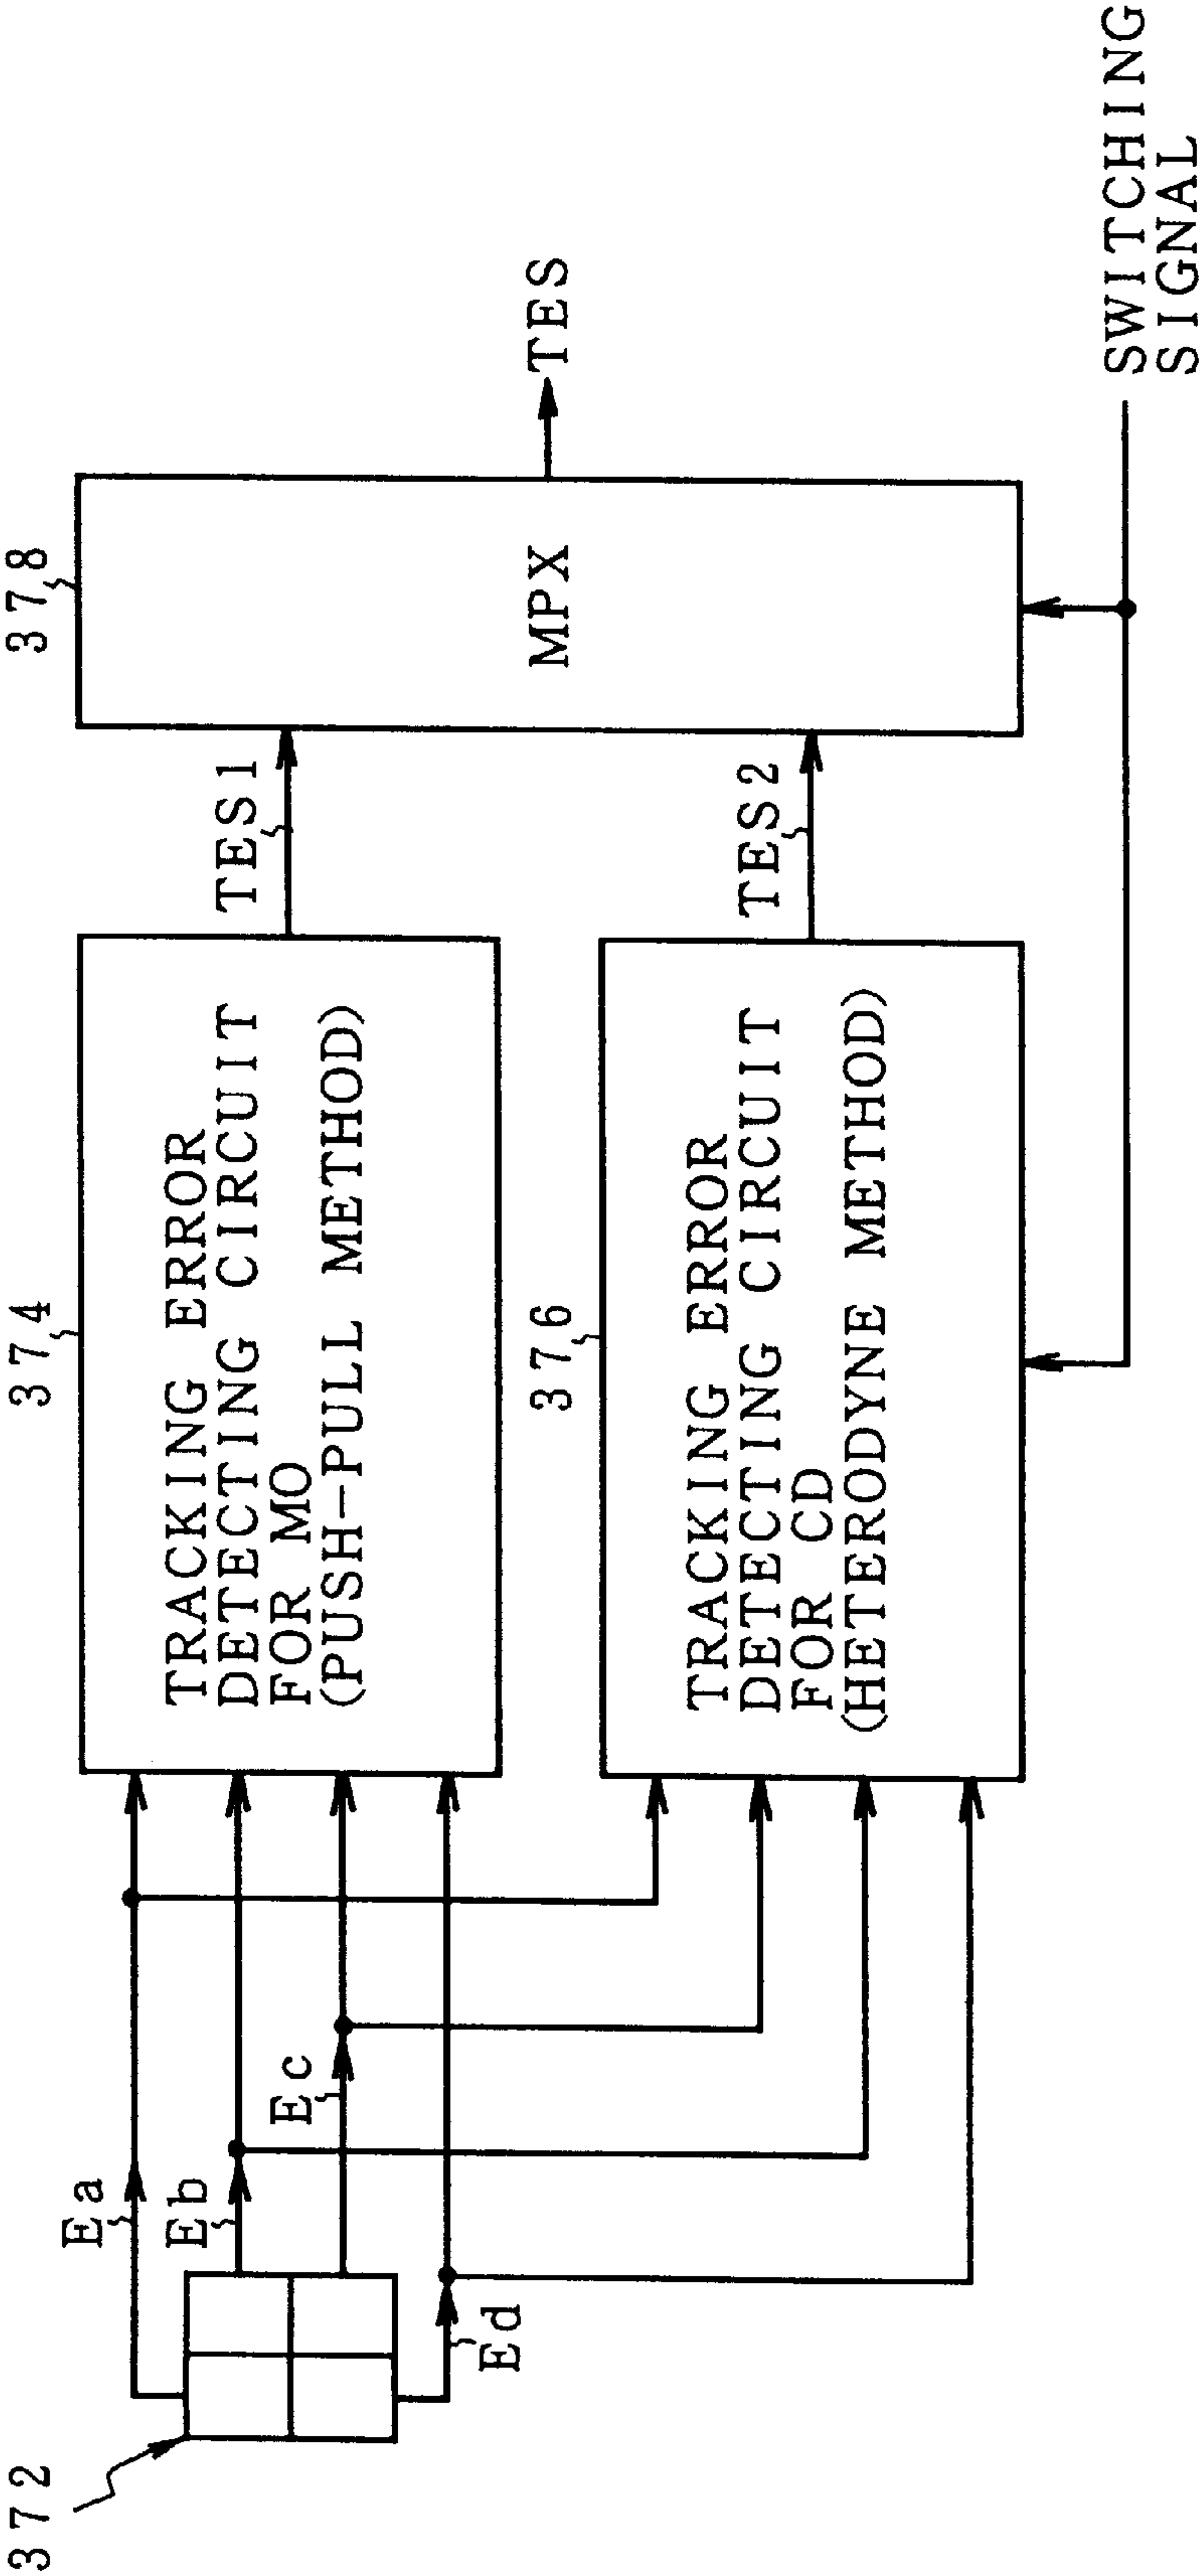 372
Ea
Eb
Ec
Ed
374
TRACKING ERROR
DETECTING CIRCUIT
FOR MO
(PUSH-PULL METHOD)
376
TRACKING ERROR
DETECTING CIRCUIT
FOR CD
(HETERODYNE METHOD)
TES1
TES2
378
MPX
TES
SWITCHING
SIGNAL